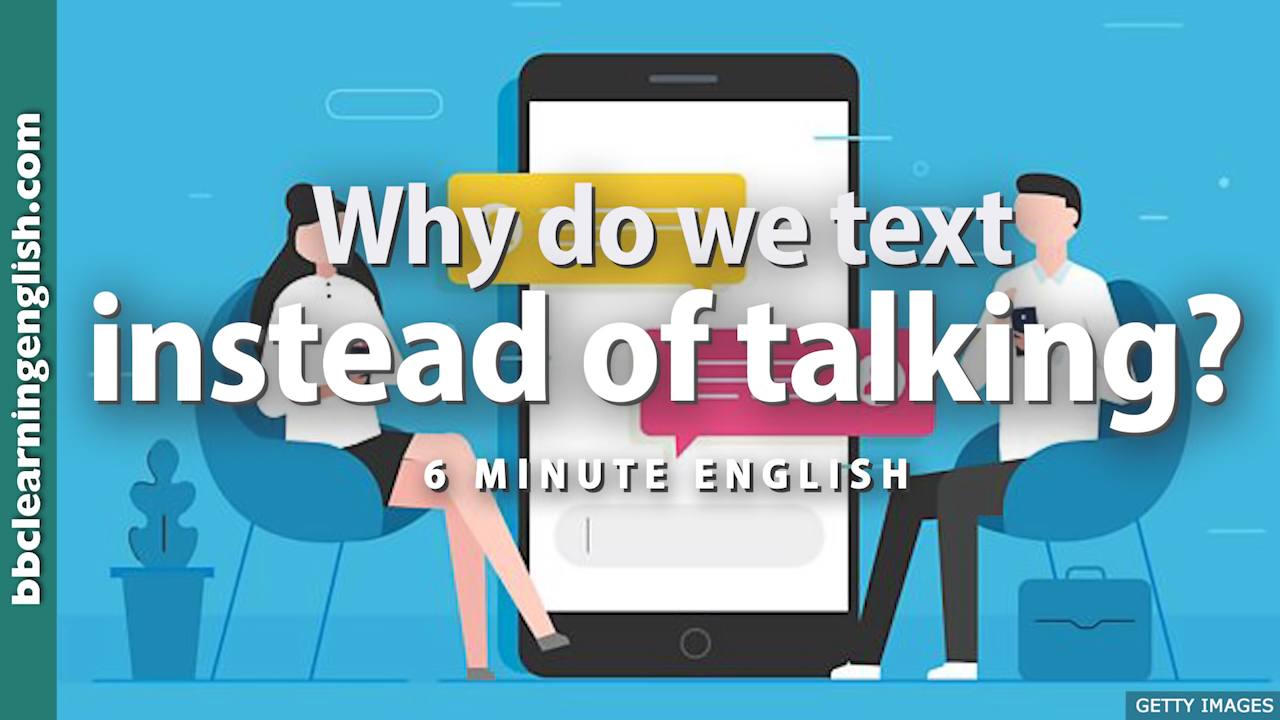 bbclearningenglish.com
Why do we text
instead of talking?
6 MINUTE ENGLISH
GETTY IMAGES